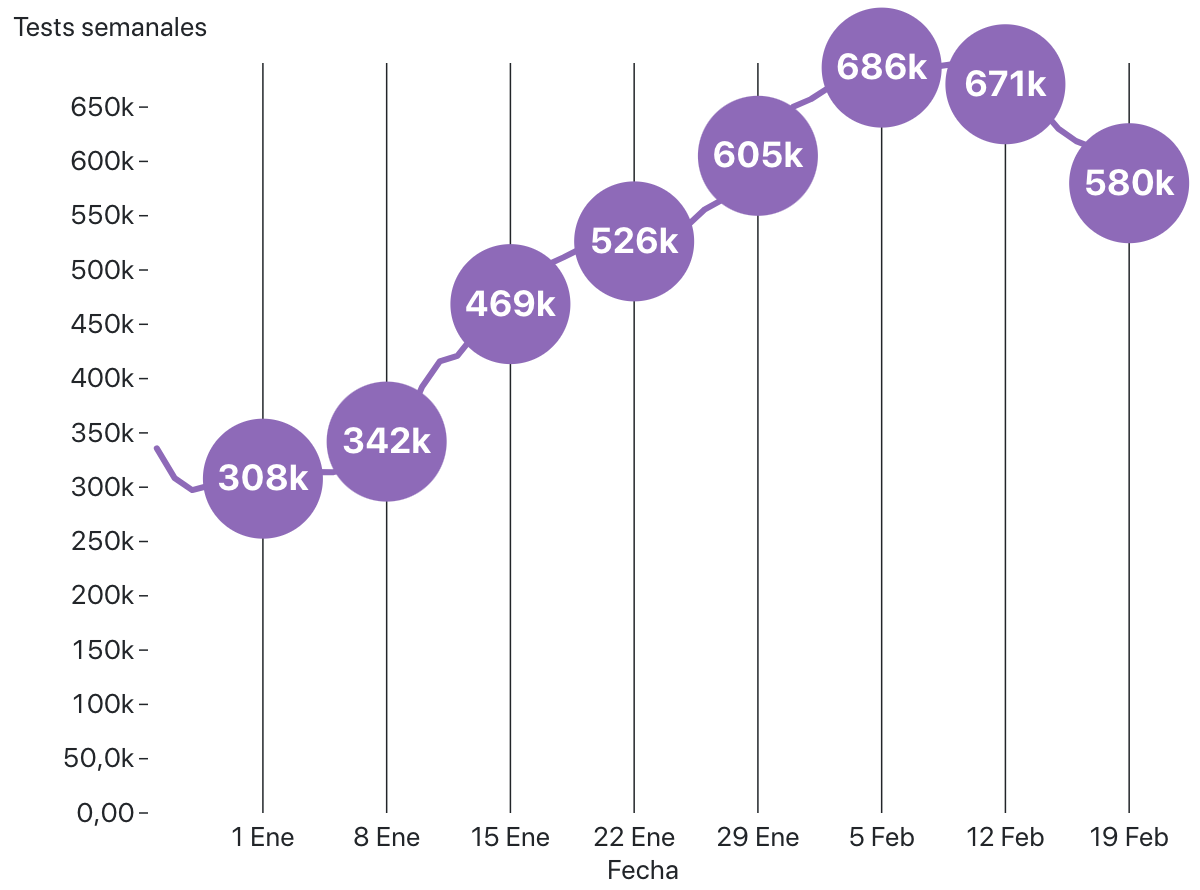 Tests semanales
686k
671k
650k
605k
600k
580k
550k
526k
500k
469k
450k
400k
350k
342k
308k
300k
250k
200k
150k
100k
50,0k
0,00
1 Ene 8 Ene 15 Ene 22 Ene 29 Ene 5 Feb 12 Feb 19 Feb
Fecha